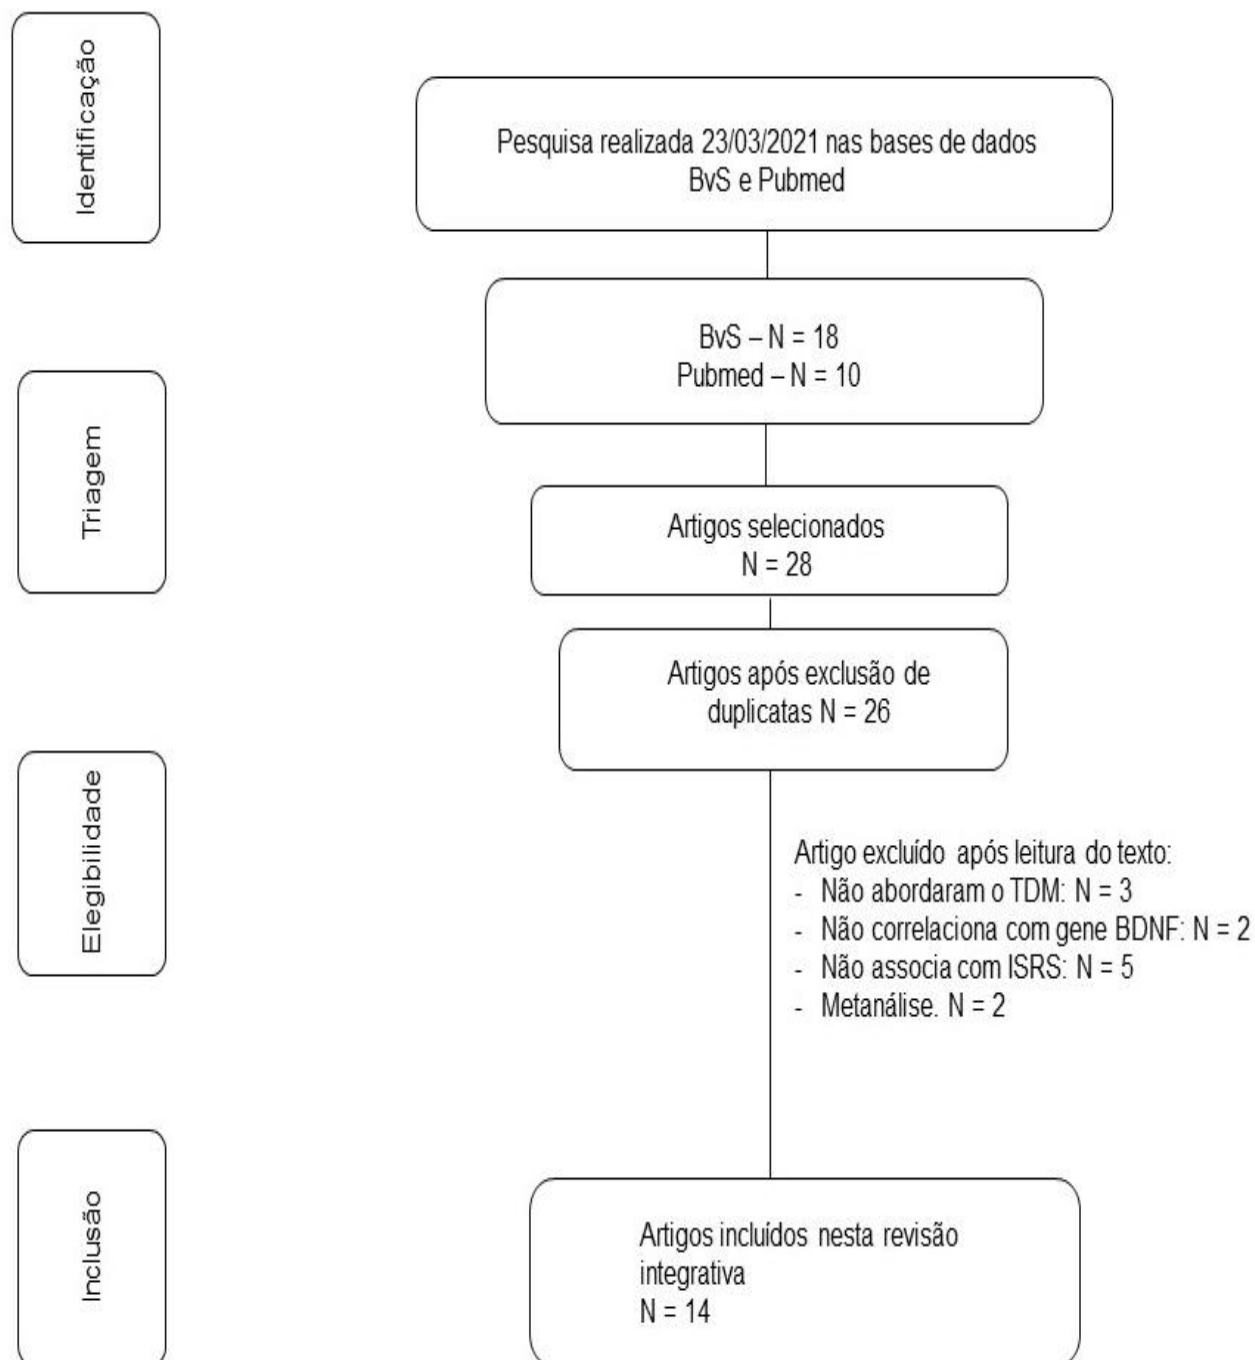 Identificação
Pesquisa realizada 23/03/2021 nas bases de dados
BvS e Pubmed
BvS – N = 18
Pubmed – N = 10
Triagem
Artigos selecionados
N = 28
Artigos após exclusão de
duplicatas N = 26
Elegibilidade
Artigo excluído após leitura do texto:
- Não abordaram o TDM: N = 3
- Não correlaciona com gene BDNF: N = 2
- Não associa com ISRS: N = 5
- Metanálise. N = 2
Inclusão
Artigos incluídos nesta revisão
integrativa
N = 14